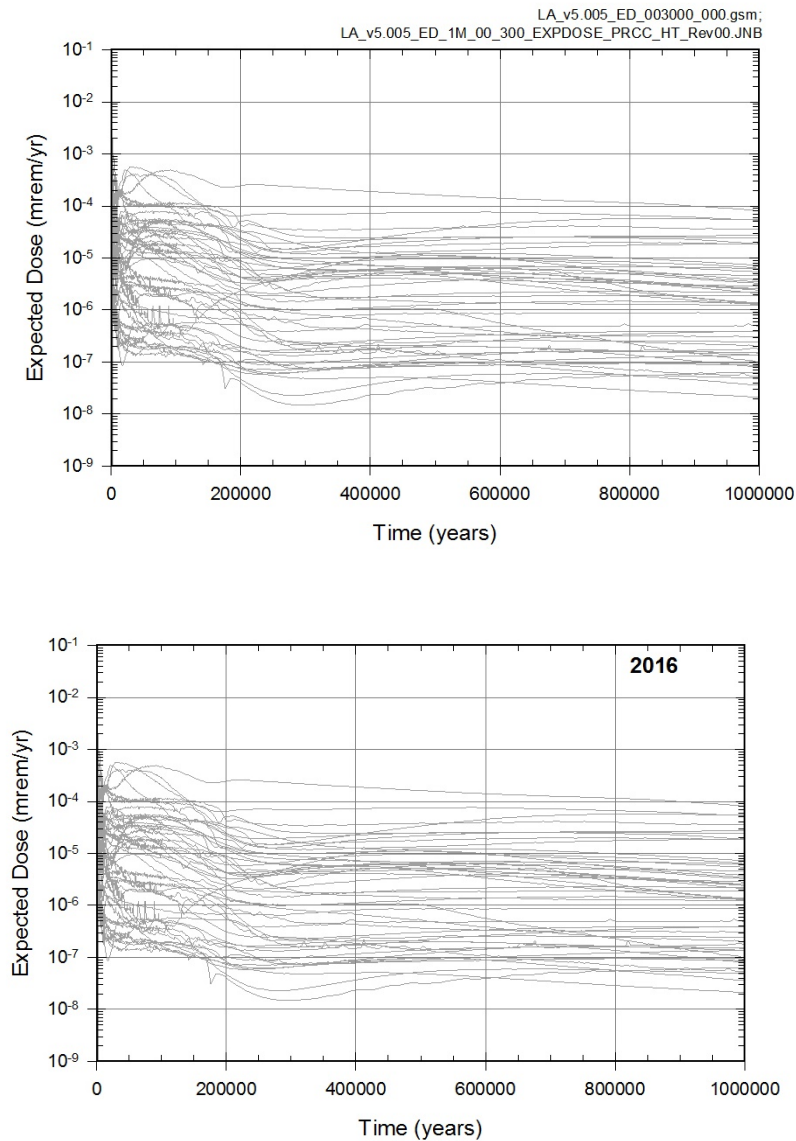 LA_v5.005_ED_003000_000.gsm;
LA_v5.005_ED_1M_00_300_EXPDOSE_PRCC_HT_Rev00.JNB
10-1
10-2
10-3
10-4
10-5
10-6
10-7
10-8
10-9
Expected Dose (mrem/yr)
0 200000 400000 600000 800000 1000000
Time (years)
2016
10-1
10-2
10-3
10-4
10-5
10-6
10-7
10-8
10-9
Expected Dose (mrem/yr)
0 200000 400000 600000 800000 1000000
Time (years)